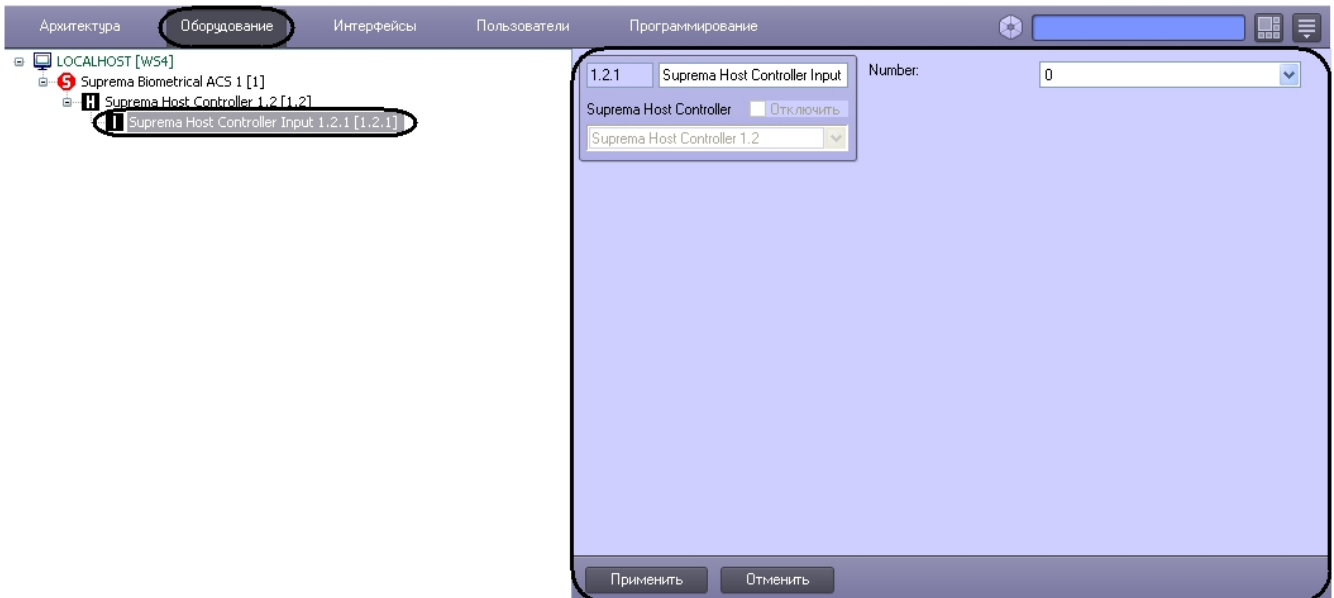 Архитектура Оборудование Интерфейсы Пользователи Программирование
LOCALHOST [WS4]
Suprema Biometrical ACS 1 [1]
H Suprema Host Controller 1.2 [1.2]
I Suprema Host Controller Input 1.2.1 [1.2.1]
1.2.1 Suprema Host Controller Input
Suprema Host Controller Отключить
Suprema Host Controller 1.2
Number: 0
Применить Отменить